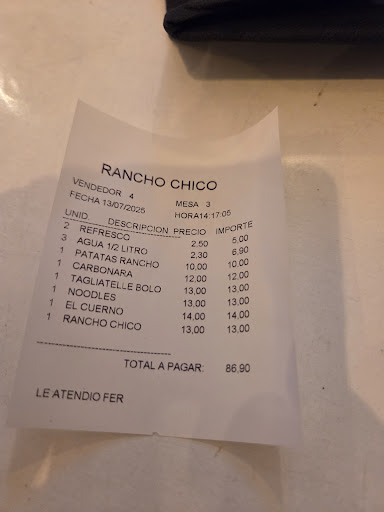 RANCHO CHICO
VENDEDOR 4 MESA 3
FECHA 13/07/2025 HORA14:17:05
UNID. DESCRIPCION PRECIO IMPORTE
2 REFRESCO 2,50 5,00
3 AGUA 1/2 LITRO 2,30 6,90
1 PATATAS RANCHO 10,00 10,00
1 CARBONARA 12,00 12,00
1 TAGLIATELLE BOLO 13,00 13,00
1 NOODLES 13,00 13,00
1 EL CUERNO 14,00 14,00
1 RANCHO CHICO 13,00 13,00
TOTAL A PAGAR: 86,90
LE ATENDIO FER